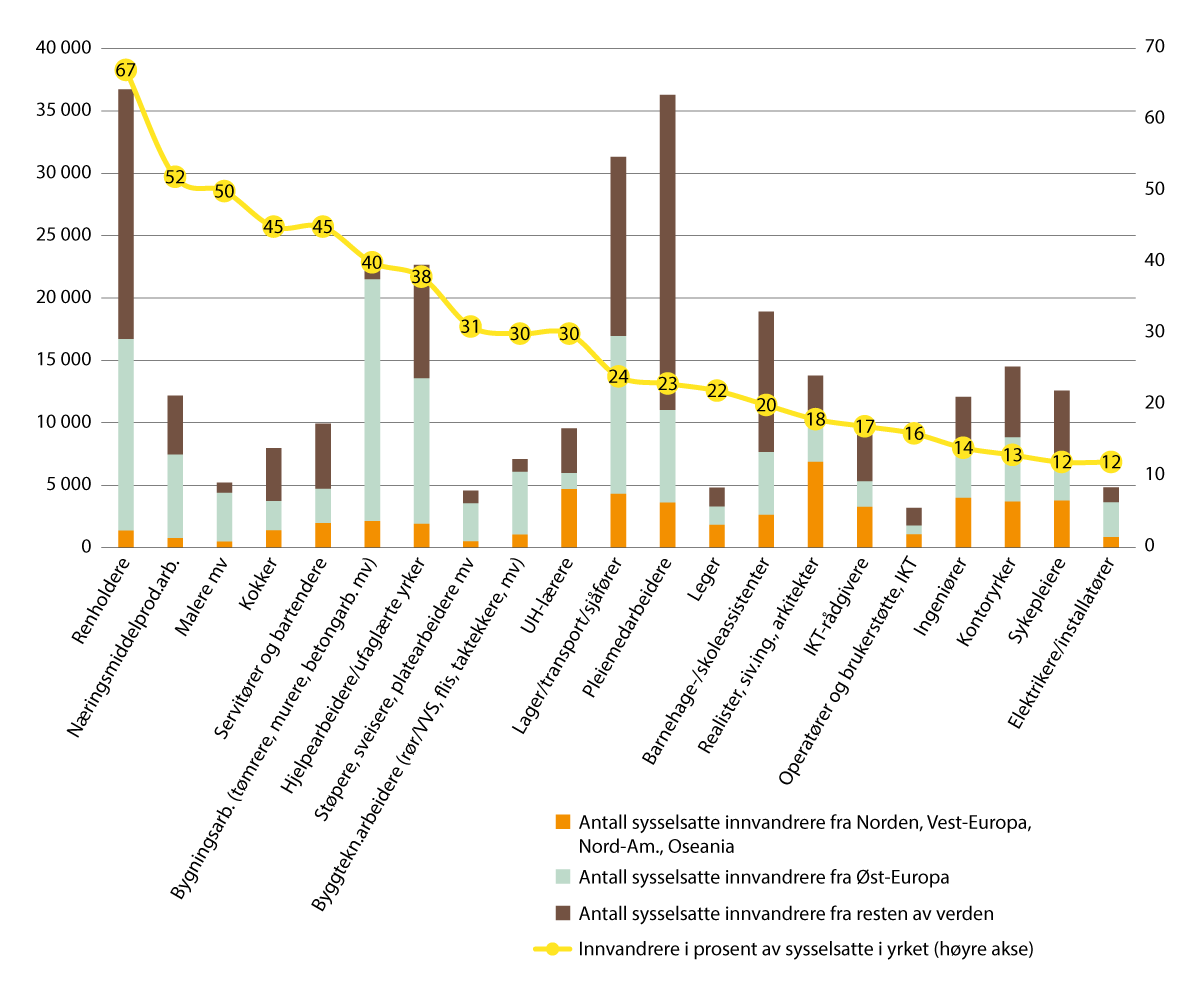 40 000
35 000
30 000
25 000
20 000
15 000
10 000
5 000
0
70
60
50
40
30
20
10
0
67
52
50
45
45
40
38
31
30
30
24
23
22
20
18
17
16
14
13
12
12
Renholdere
Næringsmiddelprod.arb.
Malere mv
Kokker
Servitører og bartendere
Bygningsarb. (tømrere, murere, betongarb. mv)
Hjelpearbeidere/ufaglærte yrker
Støpere, sveisere, platearbeidere mv
Byggtekn.arbeidere (rør/VVS, flis, taktekkere, mv)
UH-lærere
Lager/transport/sjåfører
Pleiemedarbeidere
Leger
Barnehage-/skoleassistenter
Realister, siv.ing., arkitekter
IKT-rådgivere
Operatører og brukerstøtte, IKT
Ingeniører
Kontoryrker
Sykepleiere
Elektrikere/installatører
Antall sysselsatte innvandrere fra Norden, Vest-Europa,
Nord-Am., Oseania
Antall sysselsatte innvandrere fra Øst-Europa
Antall sysselsatte innvandrere fra resten av verden
Innvandrere i prosent av sysselsatte i yrket (høyre akse)